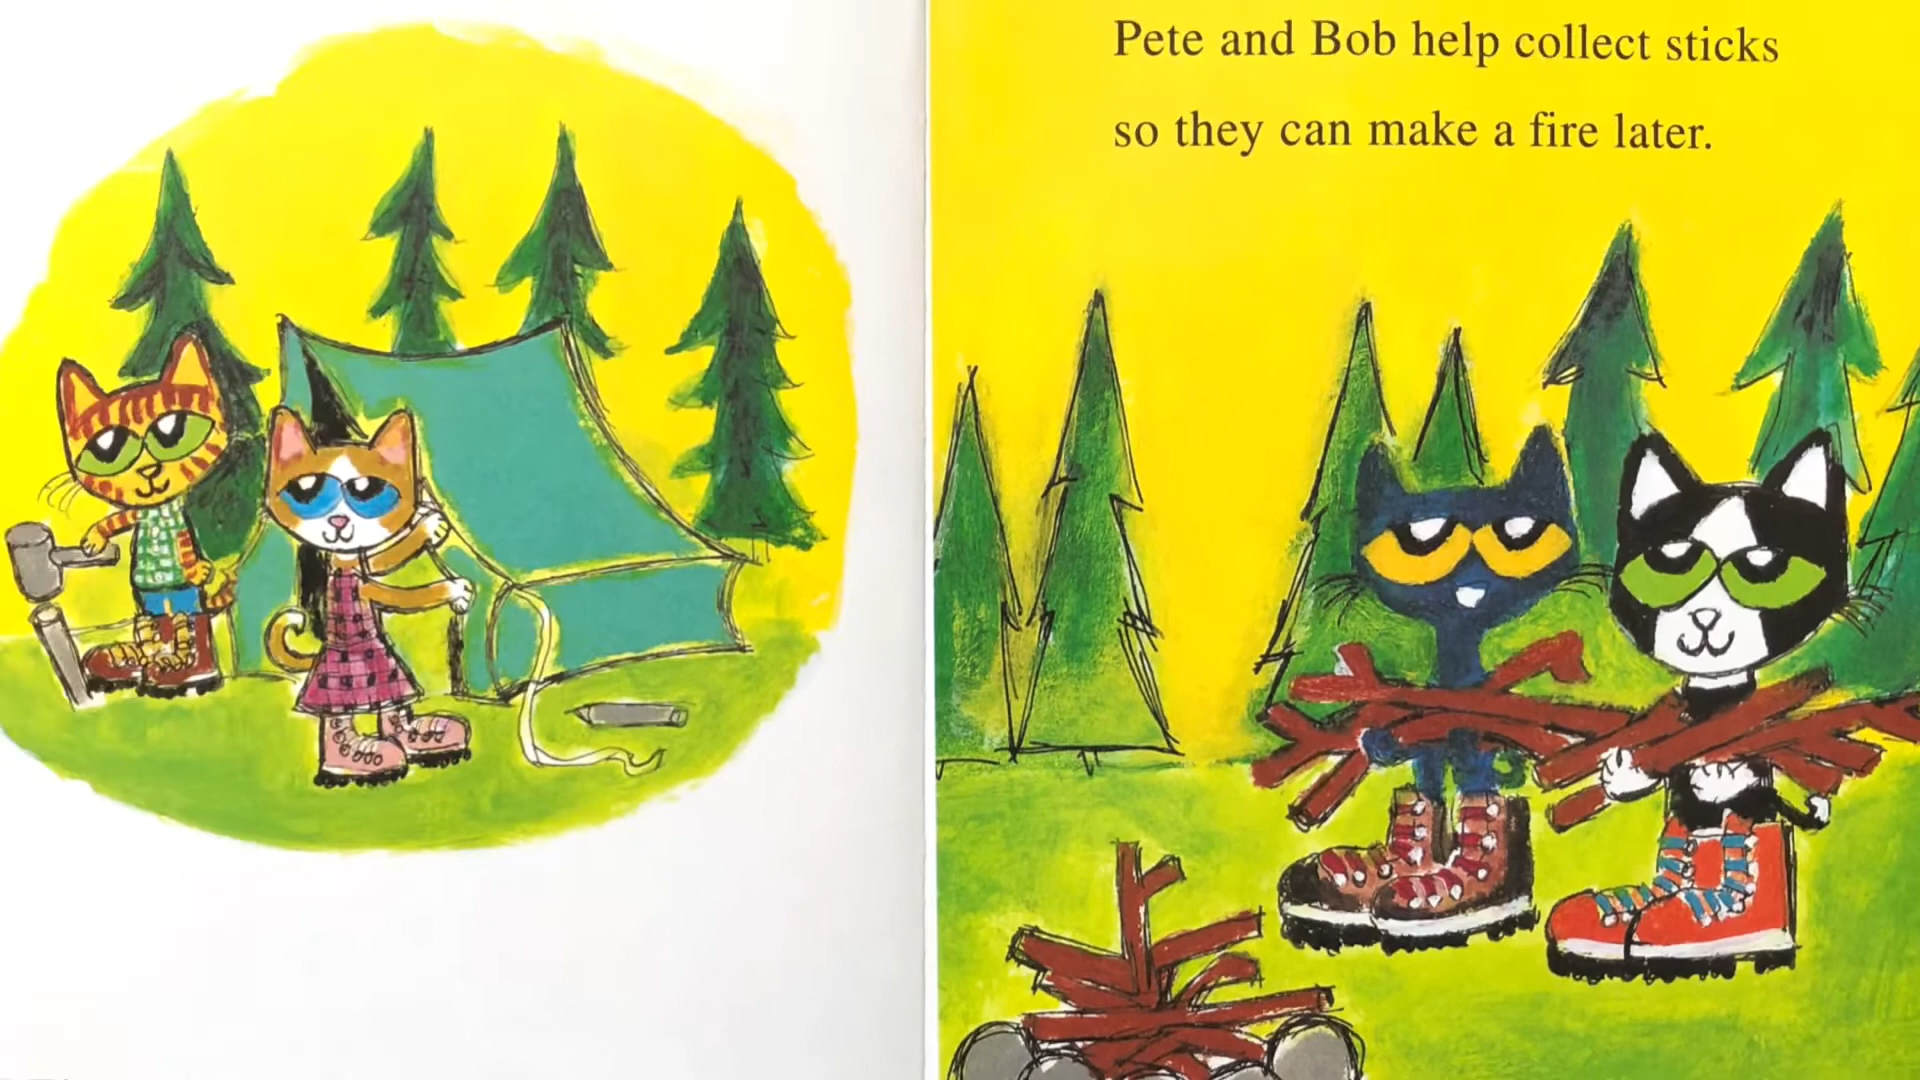 Pete and Bob help collect sticks
so they can make a fire later.